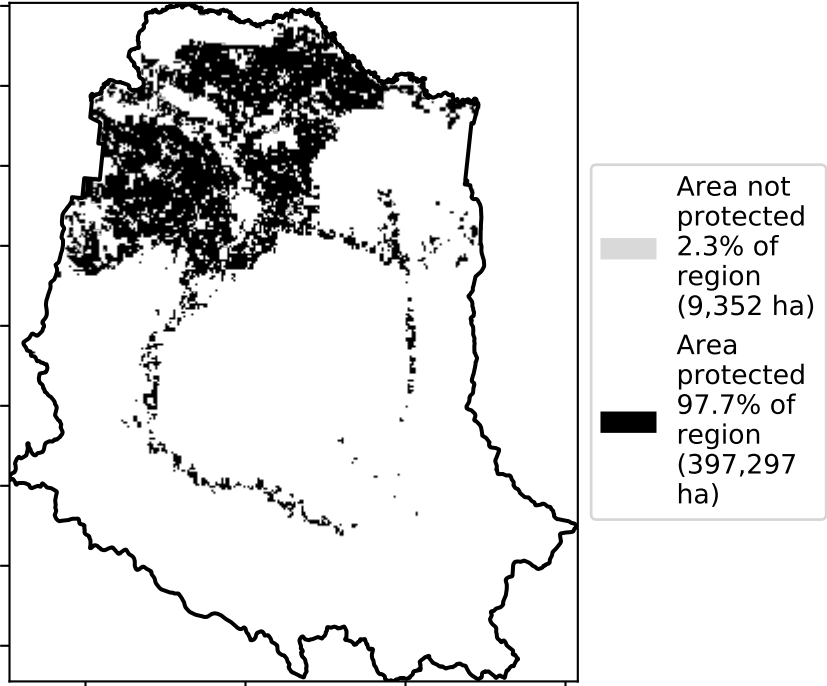 Area not
protected
2.3% of
region
(9,352 ha)
Area
protected
97.7% of
region
(397,297
ha)